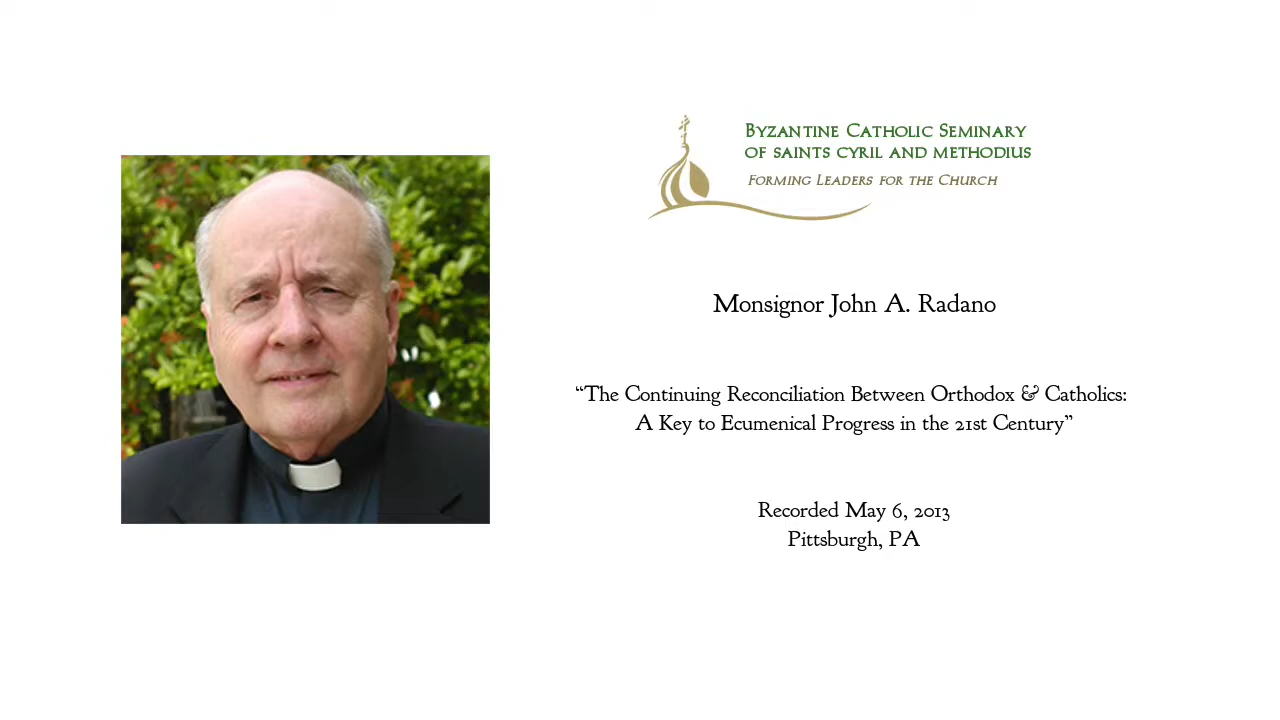 Byzantine Catholic Seminary
of saints cyril and methodius
Forming Leaders for the Church
Monsignor John A. Radano
“The Continuing Reconciliation Between Orthodox & Catholics:
A Key to Ecumenical Progress in the 21st Century”
Recorded May 6, 2013
Pittsburgh, PA